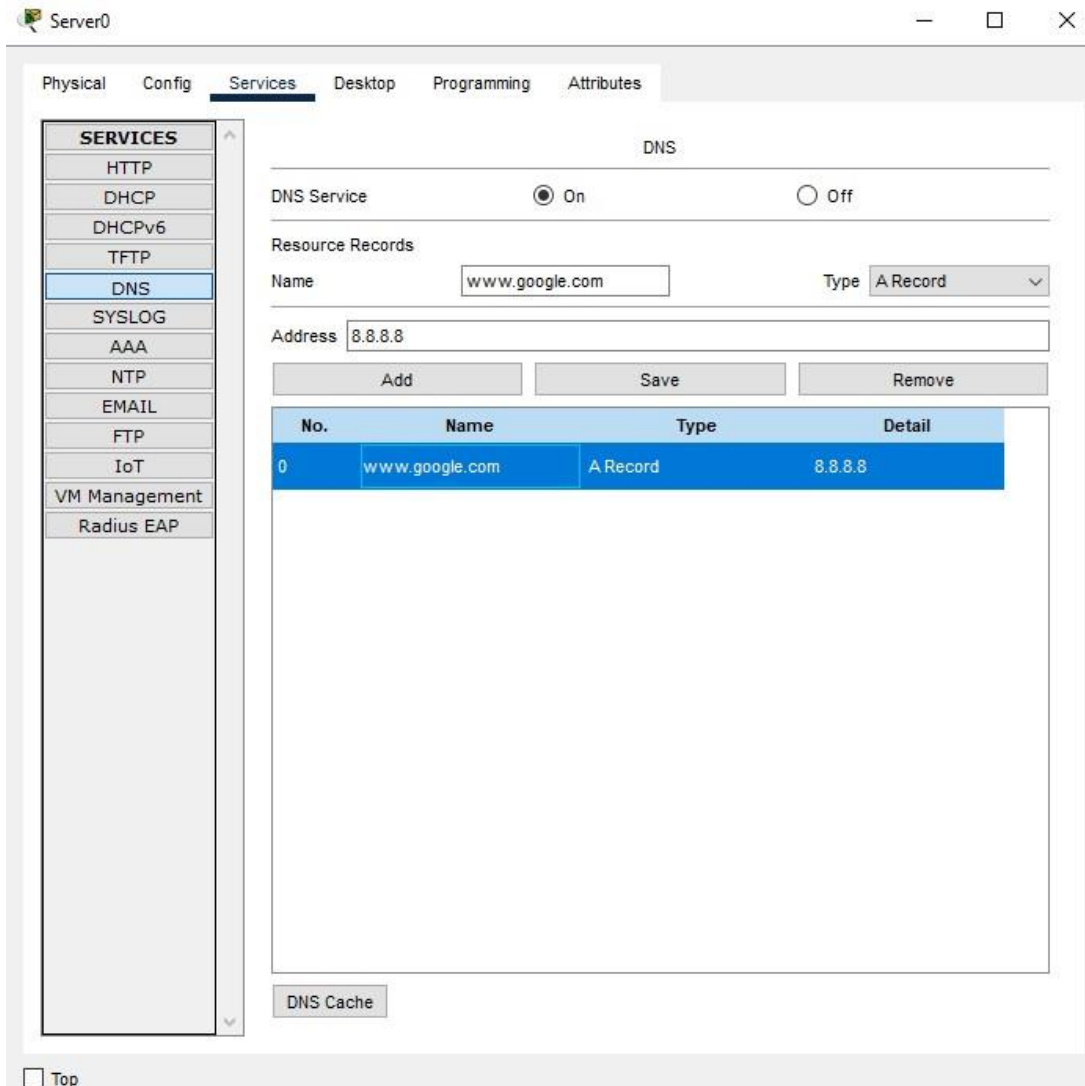 Server0
Physical Config Services Desktop Programming Attributes
SERVICES
HTTP
DHCP
DHCPv6
TFTP
DNS
SYSLOG
AAA
NTP
EMAIL
FTP
IoT
VM Management
Radius EAP
DNS
DNS Service On Off
Resource Records
Name www.google.com Type A Record
Address 8.8.8.8
Add Save Remove
No. Name Type Detail
0 www.google.com A Record 8.8.8.8
DNS Cache
Top